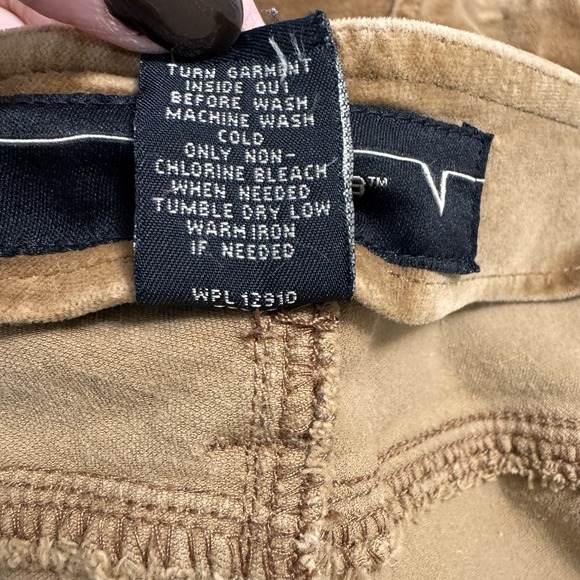 TURN GARMENT
INSIDE OUT
BEFORE WASH
MACHINE WASH
COLD
ONLY NON-
CHLORINE BLEACH
WHEN NEEDED
TUMBLE DRY LOW
WARM IRON
IF NEEDED
WPL 12910